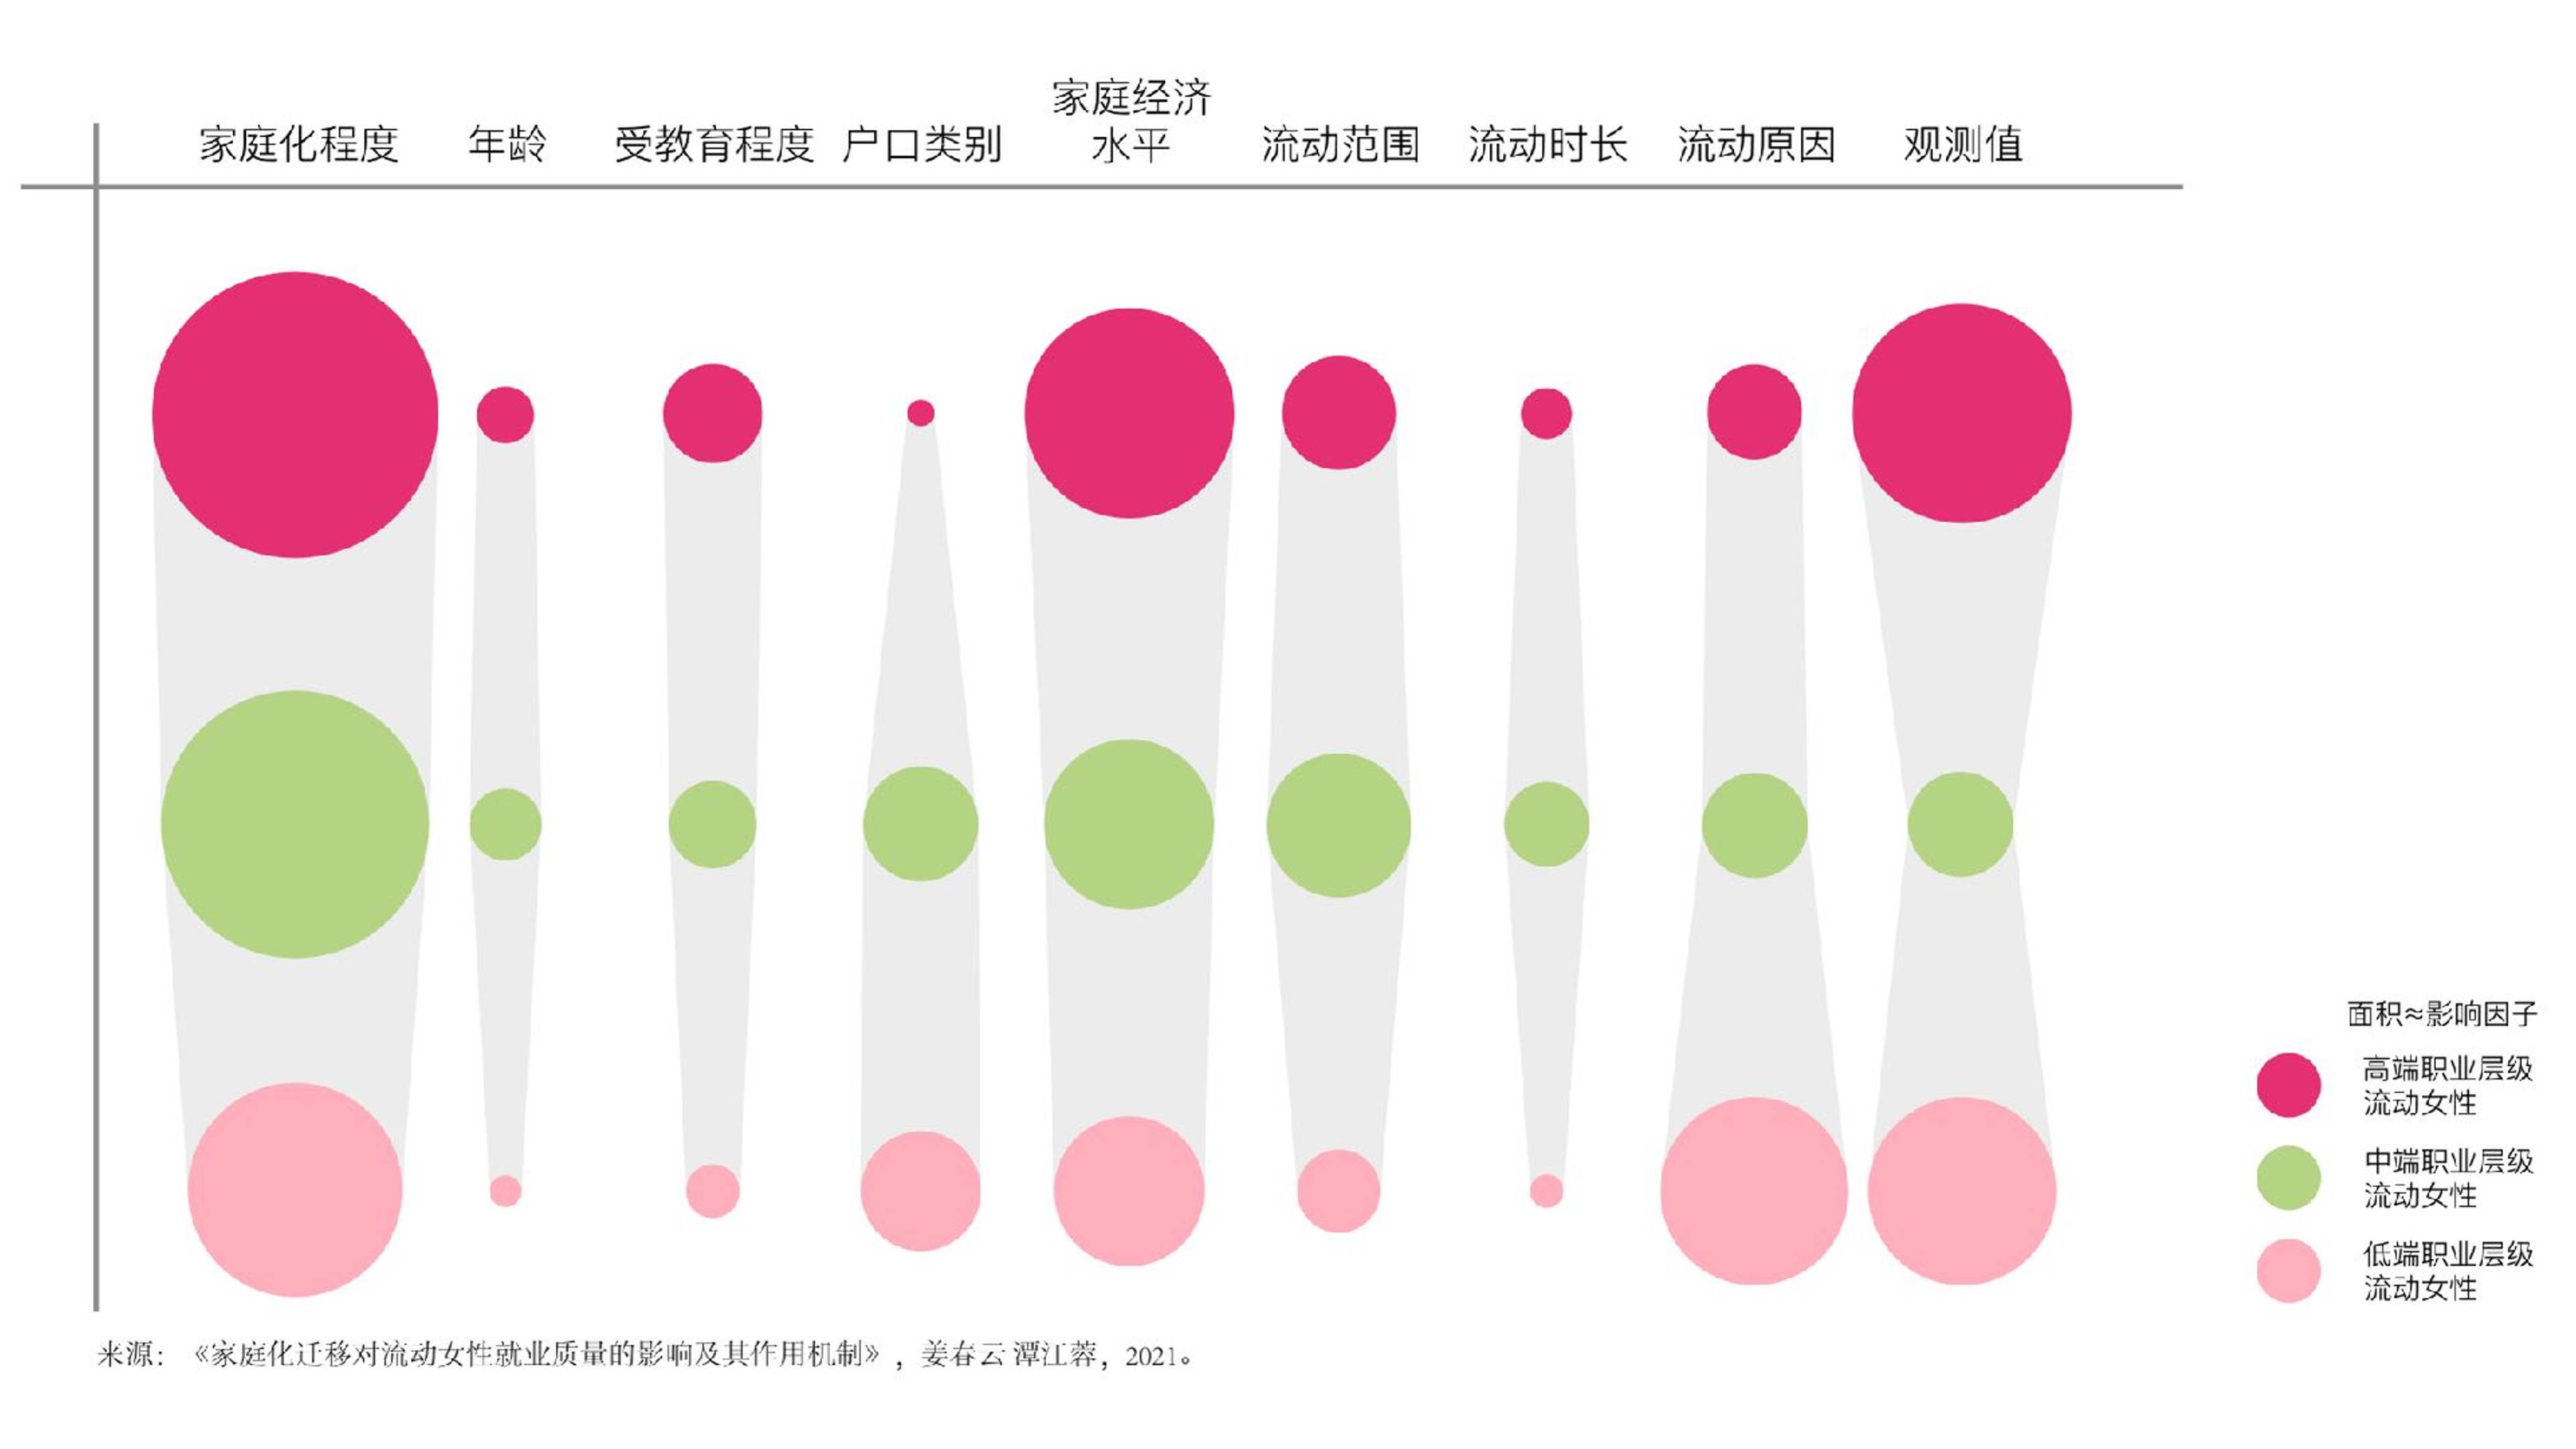 家庭化程度
年龄
受教育程度
户口类别
家庭经济
水平
流动范围
流动时长
流动原因
观测值
面积≈影响因子
高端职业层级
流动女性
中端职业层级
流动女性
低端职业层级
流动女性
来源：《家庭化迁移对流动女性就业质量的影响及其作用机制》，姜春云 潭江蓉，2021。